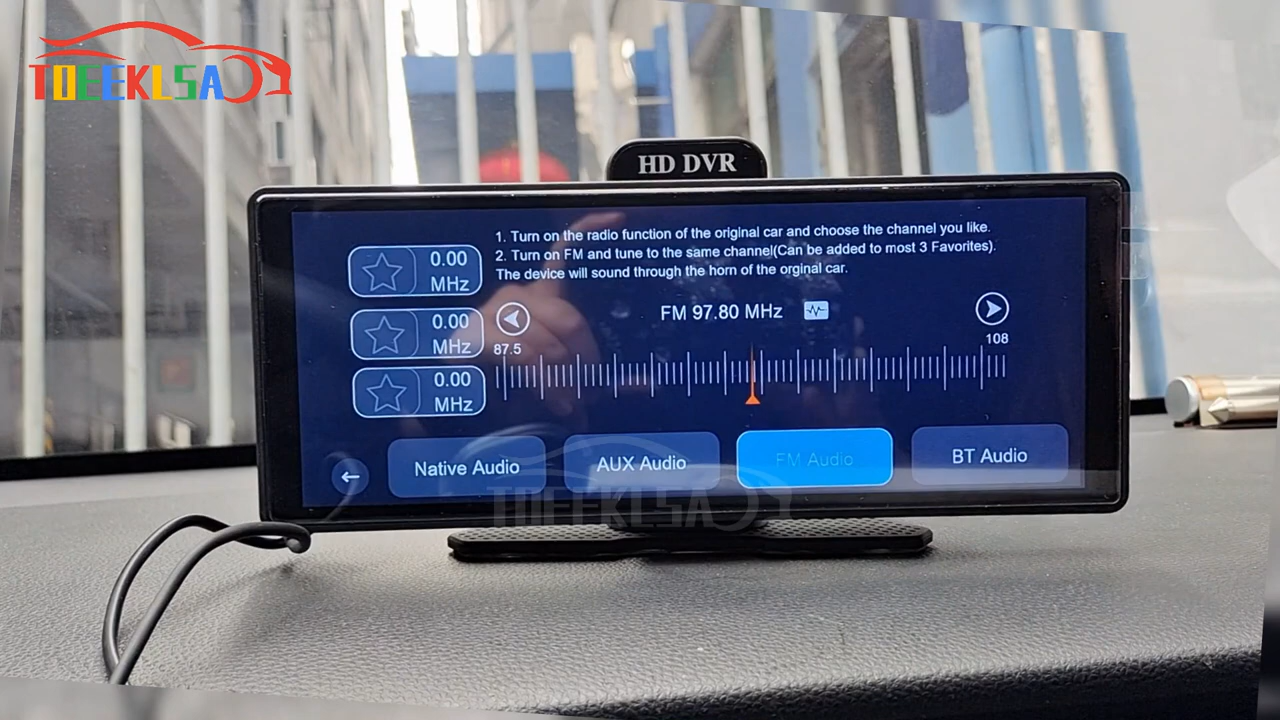 TOEEKLSA
HD DVR
1. Turn on the radio function of the original car and choose the channel you like.
2. Turn on FM and tune to the same channel(Can be added to most 3 Favorites).
The device will sound through the horn of the orginal car.
0.00
MHz
0.00
MHz
0.00
MHz
FM 97.80 MHz
87.5
108
Native Audio
AUX Audio
FM Audio
BT Audio
TOEEKLSA